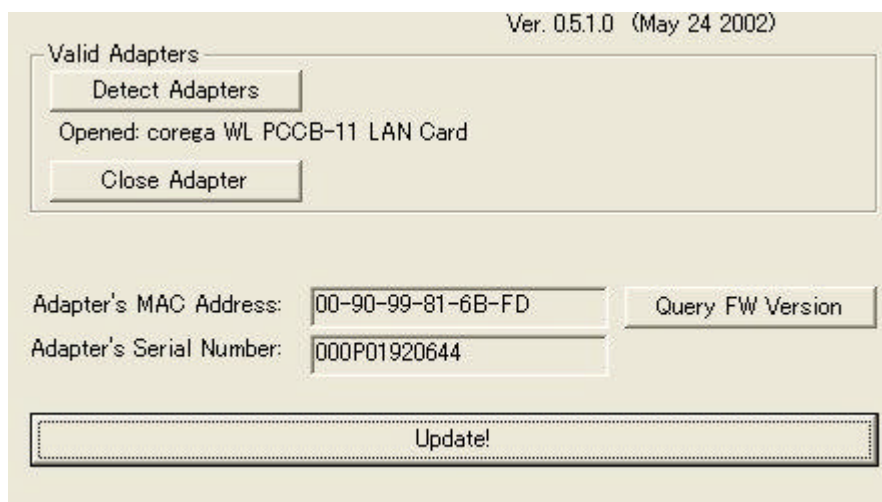 Ver. 0.5.1.0 (May 24 2002)
Valid Adapters
Detect Adapters
Opened: corega WL PCCB-11 LAN Card
Close Adapter
Adapter's MAC Address: 00-90-99-81-6B-FD Query FW Version
Adapter's Serial Number: 000P01920644
Update!